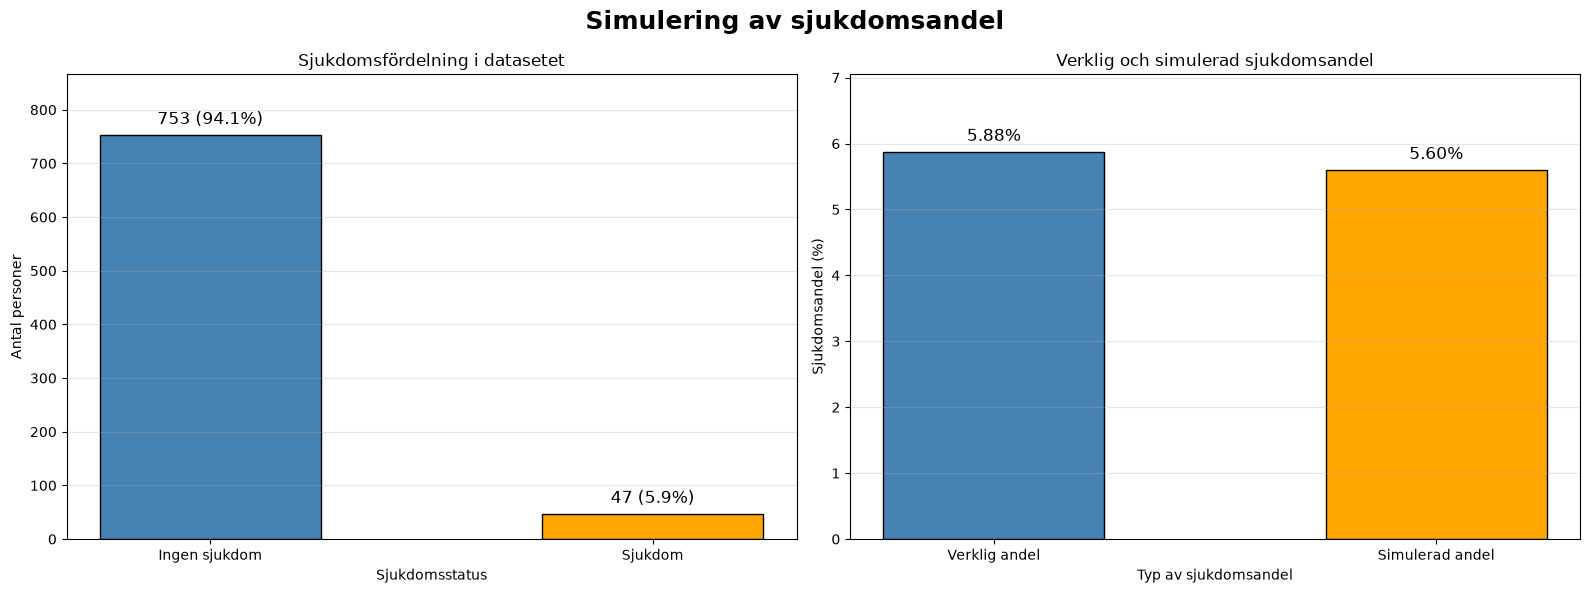 Simulering av sjukdomsandel
Sjukdomsfördelning i datasetet
Antal personer
800
700
600
500
400
300
200
100
0
753 (94.1%)
47 (5.9%)
Ingen sjukdom
Sjukdom
Sjukdomsstatus
Verklig och simulerad sjukdomsandel
Sjukdomsandel (%)
7
6
5
4
3
2
1
0
5.88%
5.60%
Verklig andel
Simulerad andel
Typ av sjukdomsandel